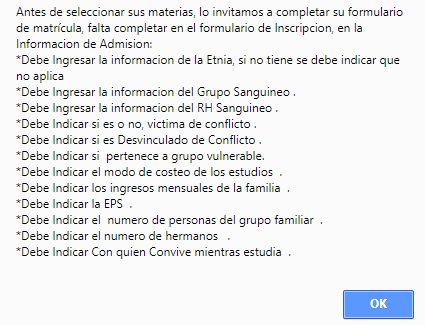 Antes de seleccionar sus materias, lo invitamos a completar su formulario
de matrícula, falta completar en el formulario de Inscripcion, en la
Informacion de Admision:
*Debe Ingresar la informacion de la Etnia, si no tiene se debe indicar que
no aplica
*Debe Ingresar la informacion del Grupo Sanguineo .
*Debe Ingresar la informacion del RH Sanguineo .
*Debe Indicar si es o no, victima de conflicto .
*Debe Indicar si es Desvinculado de Conflicto .
*Debe Indicar si  pertenece a grupo vulnerable.
*Debe Indicar el modo de costeo de los estudios  .
*Debe Indicar los ingresos mensuales de la familia  .
*Debe Indicar la EPS  .
*Debe Indicar el  numero de personas del grupo familiar  .
*Debe Indicar el numero de hermanos   .
*Debe Indicar Con quien Convive mientras estudia  .
OK